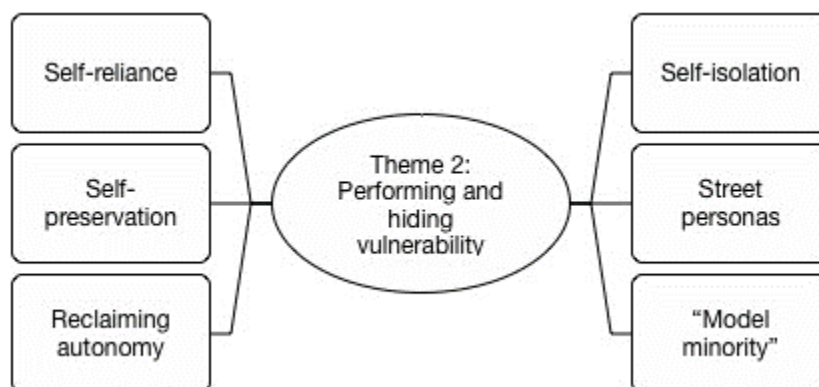 Self-reliance
Self-
preservation
Reclaiming
autonomy
Theme 2:
Performing and
hiding
vulnerability
Self-isolation
Street
personas
“Model
minority”